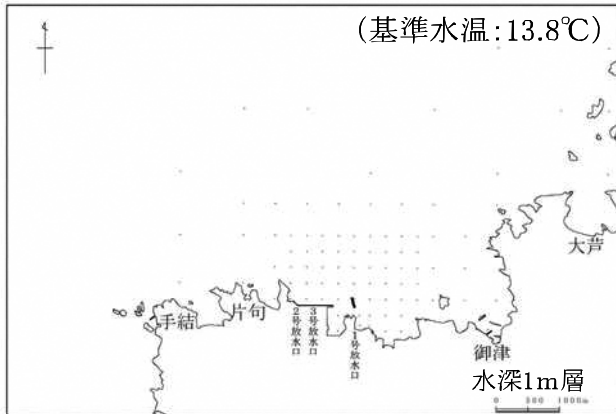 (基準水温:13.8℃)
大芦
手結
片句
2号放水口
3号放水口
1号放水口
御津
水深1m層
0 500 1000m